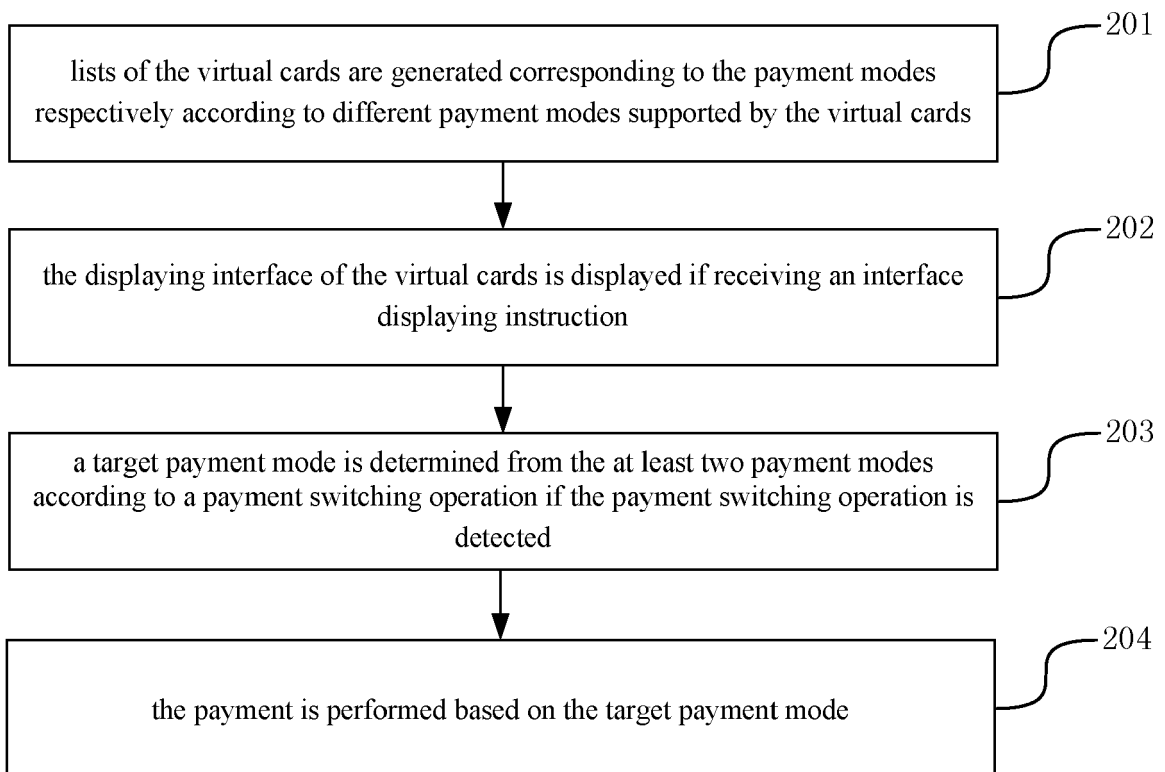 201
lists of the virtual cards are generated corresponding to the payment modes
respectively according to different payment modes supported by the virtual cards
202
the displaying interface of the virtual cards is displayed if receiving an interface
displaying instruction
203
a target payment mode is determined from the at least two payment modes
according to a payment switching operation if the payment switching operation is
detected
204
the payment is performed based on the target payment mode